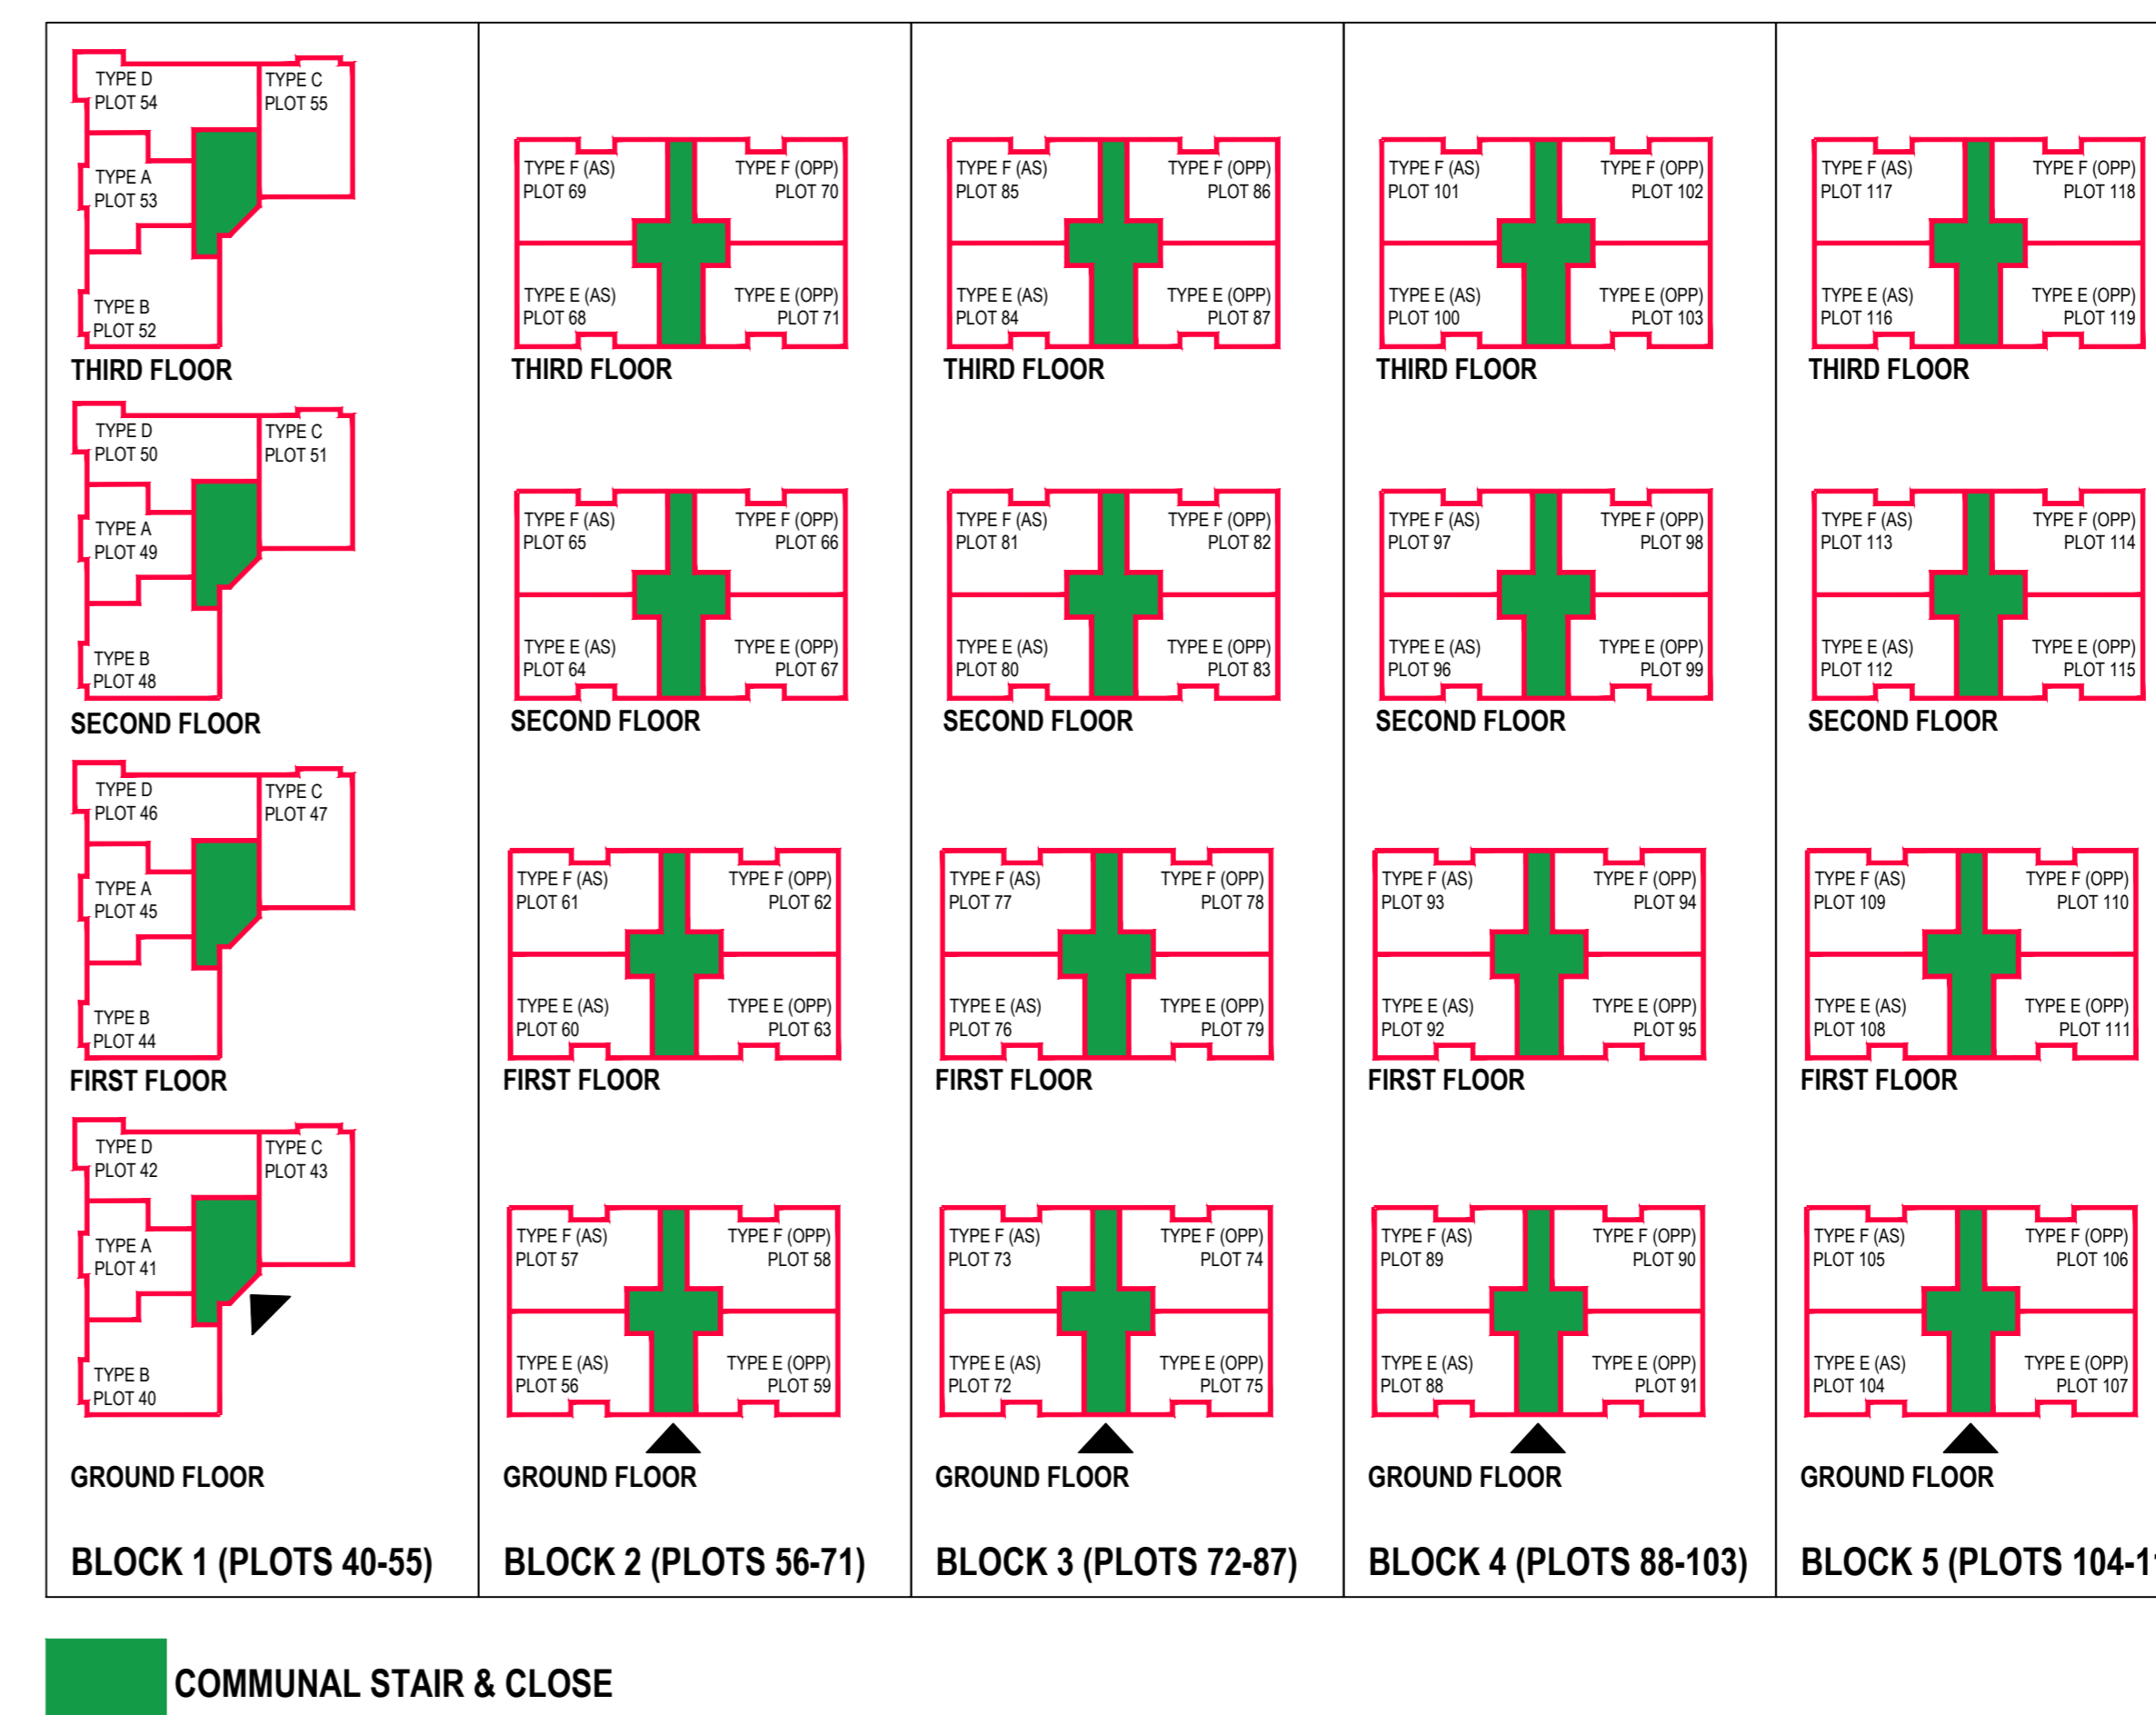 TYPE D
PLOT 54
TYPE C
PLOT 55
TYPE A
PLOT 53
TYPE B
PLOT 52
THIRD FLOOR
TYPE D
PLOT 50
TYPE C
PLOT 51
TYPE A
PLOT 49
TYPE B
PLOT 48
SECOND FLOOR
TYPE D
PLOT 46
TYPE C
PLOT 47
TYPE A
PLOT 45
TYPE B
PLOT 44
FIRST FLOOR
TYPE D
PLOT 42
TYPE C
PLOT 43
TYPE A
PLOT 41
TYPE B
PLOT 40
GROUND FLOOR
BLOCK 1 (PLOTS 40-55)
TYPE F (AS)
PLOT 69
TYPE F (OPP)
PLOT 70
TYPE E (AS)
PLOT 68
TYPE E (OPP)
PLOT 71
THIRD FLOOR
TYPE F (AS)
PLOT 65
TYPE F (OPP)
PLOT 66
TYPE E (AS)
PLOT 64
TYPE E (OPP)
PLOT 67
SECOND FLOOR
TYPE F (AS)
PLOT 61
TYPE F (OPP)
PLOT 62
TYPE E (AS)
PLOT 60
TYPE E (OPP)
PLOT 63
FIRST FLOOR
TYPE F (AS)
PLOT 57
TYPE F (OPP)
PLOT 58
TYPE E (AS)
PLOT 56
TYPE E (OPP)
PLOT 59
GROUND FLOOR
BLOCK 2 (PLOTS 56-71)
TYPE F (AS)
PLOT 85
TYPE F (OPP)
PLOT 86
TYPE E (AS)
PLOT 84
TYPE E (OPP)
PLOT 87
THIRD FLOOR
TYPE F (AS)
PLOT 81
TYPE F (OPP)
PLOT 82
TYPE E (AS)
PLOT 80
TYPE E (OPP)
PLOT 83
SECOND FLOOR
TYPE F (AS)
PLOT 77
TYPE F (OPP)
PLOT 78
TYPE E (AS)
PLOT 76
TYPE E (OPP)
PLOT 79
FIRST FLOOR
TYPE F (AS)
PLOT 73
TYPE F (OPP)
PLOT 74
TYPE E (AS)
PLOT 72
TYPE E (OPP)
PLOT 75
GROUND FLOOR
BLOCK 3 (PLOTS 72-87)
TYPE F (AS)
PLOT 101
TYPE F (OPP)
PLOT 102
TYPE E (AS)
PLOT 100
TYPE E (OPP)
PLOT 103
THIRD FLOOR
TYPE F (AS)
PLOT 97
TYPE F (OPP)
PLOT 98
TYPE E (AS)
PLOT 96
TYPE E (OPP)
PLOT 99
SECOND FLOOR
TYPE F (AS)
PLOT 93
TYPE F (OPP)
PLOT 94
TYPE E (AS)
PLOT 92
TYPE E (OPP)
PLOT 95
FIRST FLOOR
TYPE F (AS)
PLOT 89
TYPE F (OPP)
PLOT 90
TYPE E (AS)
PLOT 88
TYPE E (OPP)
PLOT 91
GROUND FLOOR
BLOCK 4 (PLOTS 88-103)
TYPE F (AS)
PLOT 117
TYPE F (OPP)
PLOT 118
TYPE E (AS)
PLOT 116
TYPE E (OPP)
PLOT 119
THIRD FLOOR
TYPE F (AS)
PLOT 113
TYPE F (OPP)
PLOT 114
TYPE E (AS)
PLOT 112
TYPE E (OPP)
PLOT 115
SECOND FLOOR
TYPE F (AS)
PLOT 109
TYPE F (OPP)
PLOT 110
TYPE E (AS)
PLOT 108
TYPE E (OPP)
PLOT 111
FIRST FLOOR
TYPE F (AS)
PLOT 105
TYPE F (OPP)
PLOT 106
TYPE E (AS)
PLOT 104
TYPE E (OPP)
PLOT 107
GROUND FLOOR
BLOCK 5 (PLOTS
COMMUNAL STAIR & CLOSE